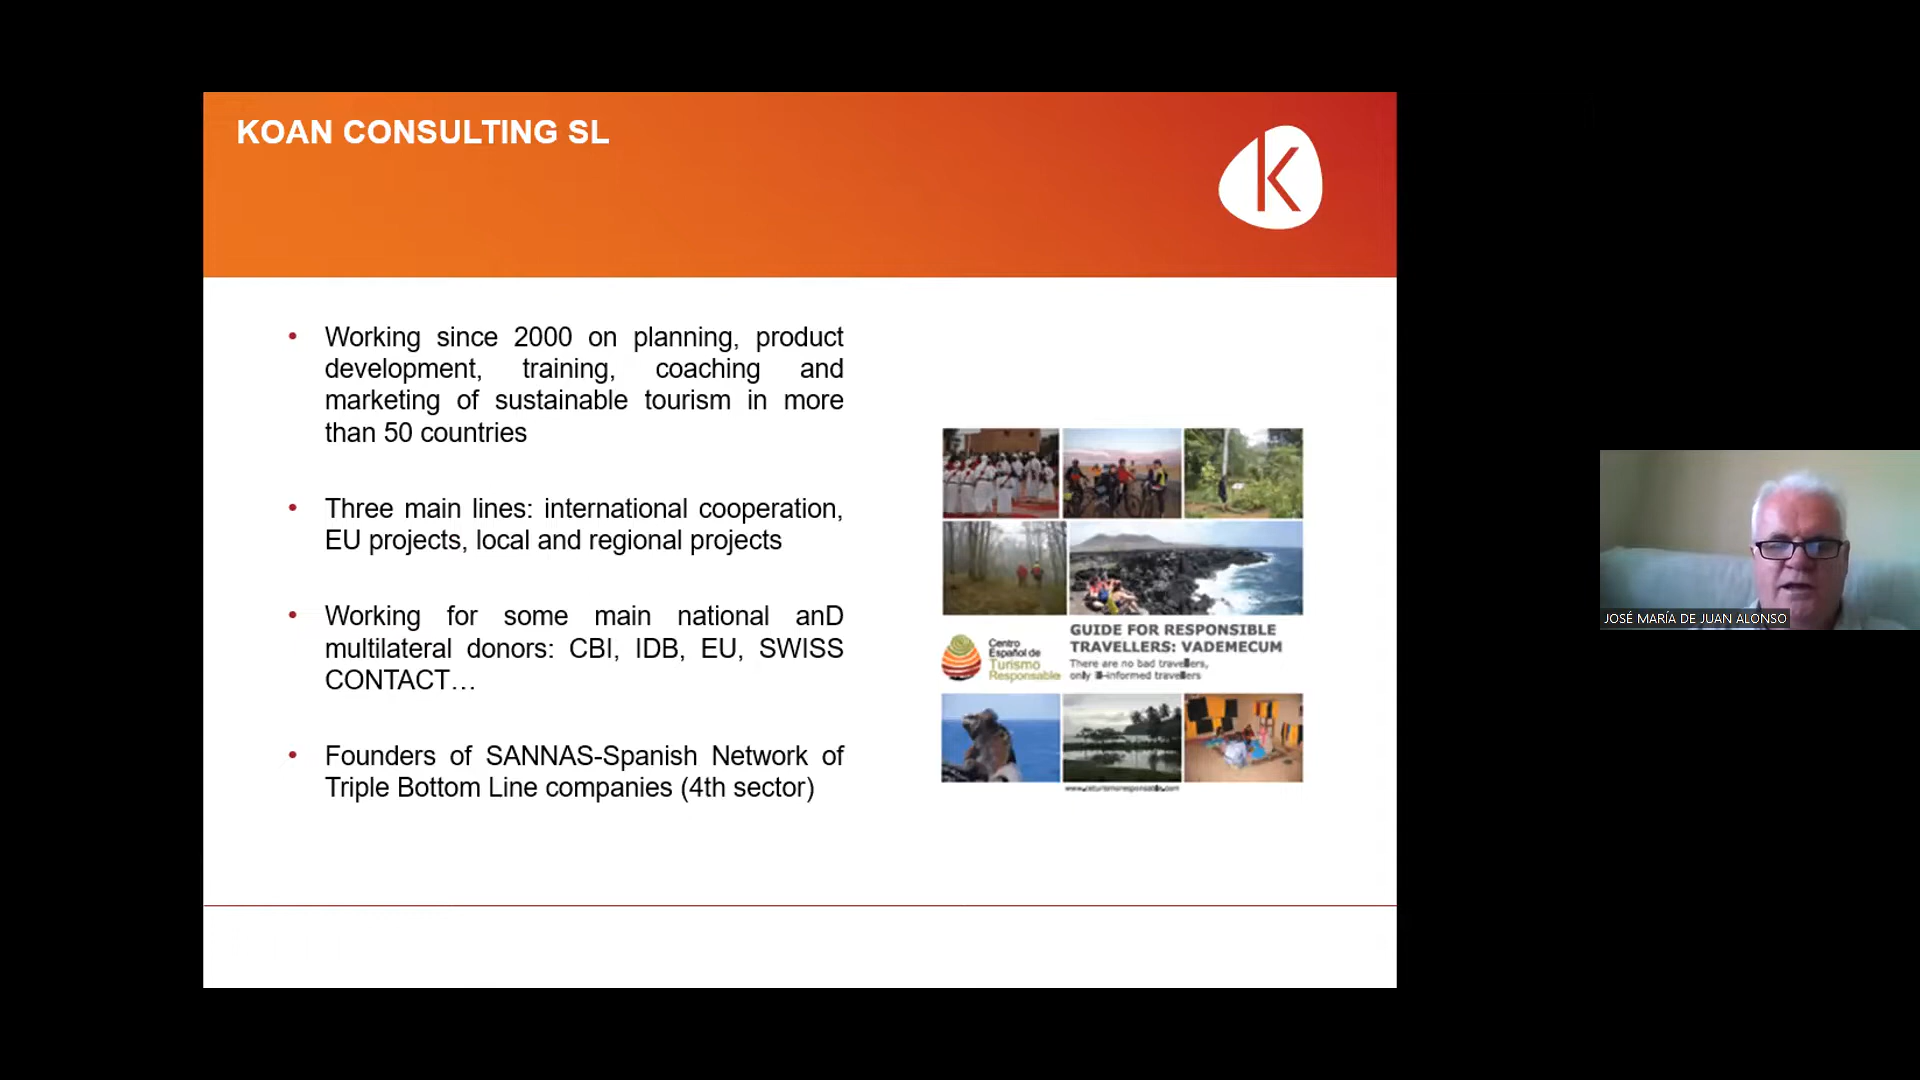 KOAN CONSULTING SL
K
• Working since 2000 on planning, product
development, training, coaching and
marketing of sustainable tourism in more
than 50 countries
• Three main lines: international cooperation,
EU projects, local and regional projects
• Working for some main national anD
multilateral donors: CBI, IDB, EU, SWISS
CONTACT…
• Founders of SANNAS-Spanish Network of
Triple Bottom Line companies (4th sector)
Centro
Español de
Turismo
Responsable
GUIDE FOR RESPONSIBLE
TRAVELLERS: VADEMECUM
There are no bad travellers,
only ill-informed travellers
JOSÉ MARÍA DE JUAN ALONSO